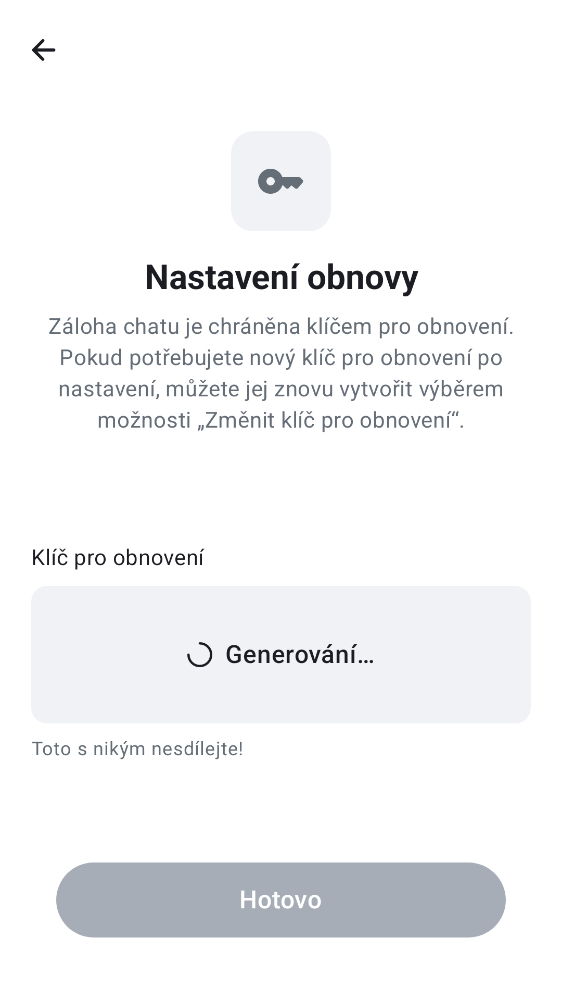 Nastavení obnovy
Záloha chatu je chráněna klíčem pro obnovení.
Pokud potřebujete nový klíč pro obnovení po
nastavení, můžete jej znovu vytvořit výběrem
možnosti „Změnit klíč pro obnovení“.
Klíč pro obnovení
Generování…
Toto s nikým nesdílejte!
Hotovo